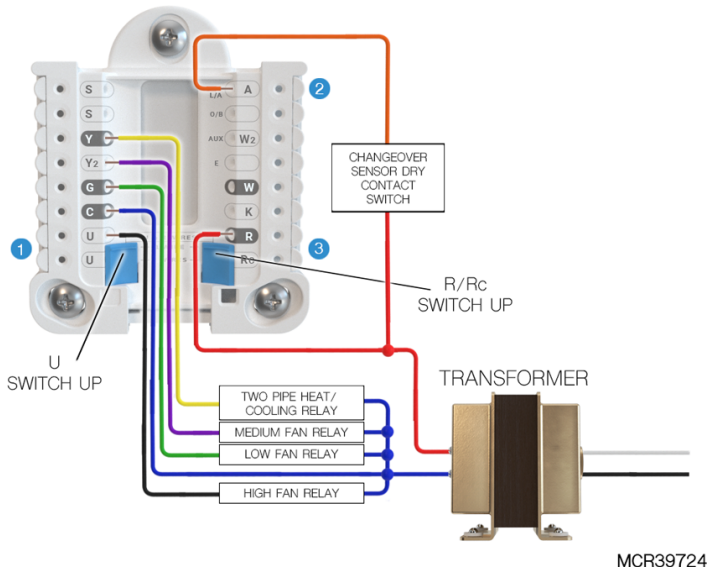 S
S
Y
Y2
G
C
U
U
L/A
A
O/B
AUX
W2
E
W
K
R
Rc
1
2
3
CHANGEOVER
SENSOR DRY
CONTACT
SWITCH
R/Rc
SWITCH UP
U
SWITCH UP
TRANSFORMER
TWO PIPE HEAT/
COOLING RELAY
MEDIUM FAN RELAY
LOW FAN RELAY
HIGH FAN RELAY
MCR39724